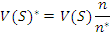 V(S)* = V(S) n/n*